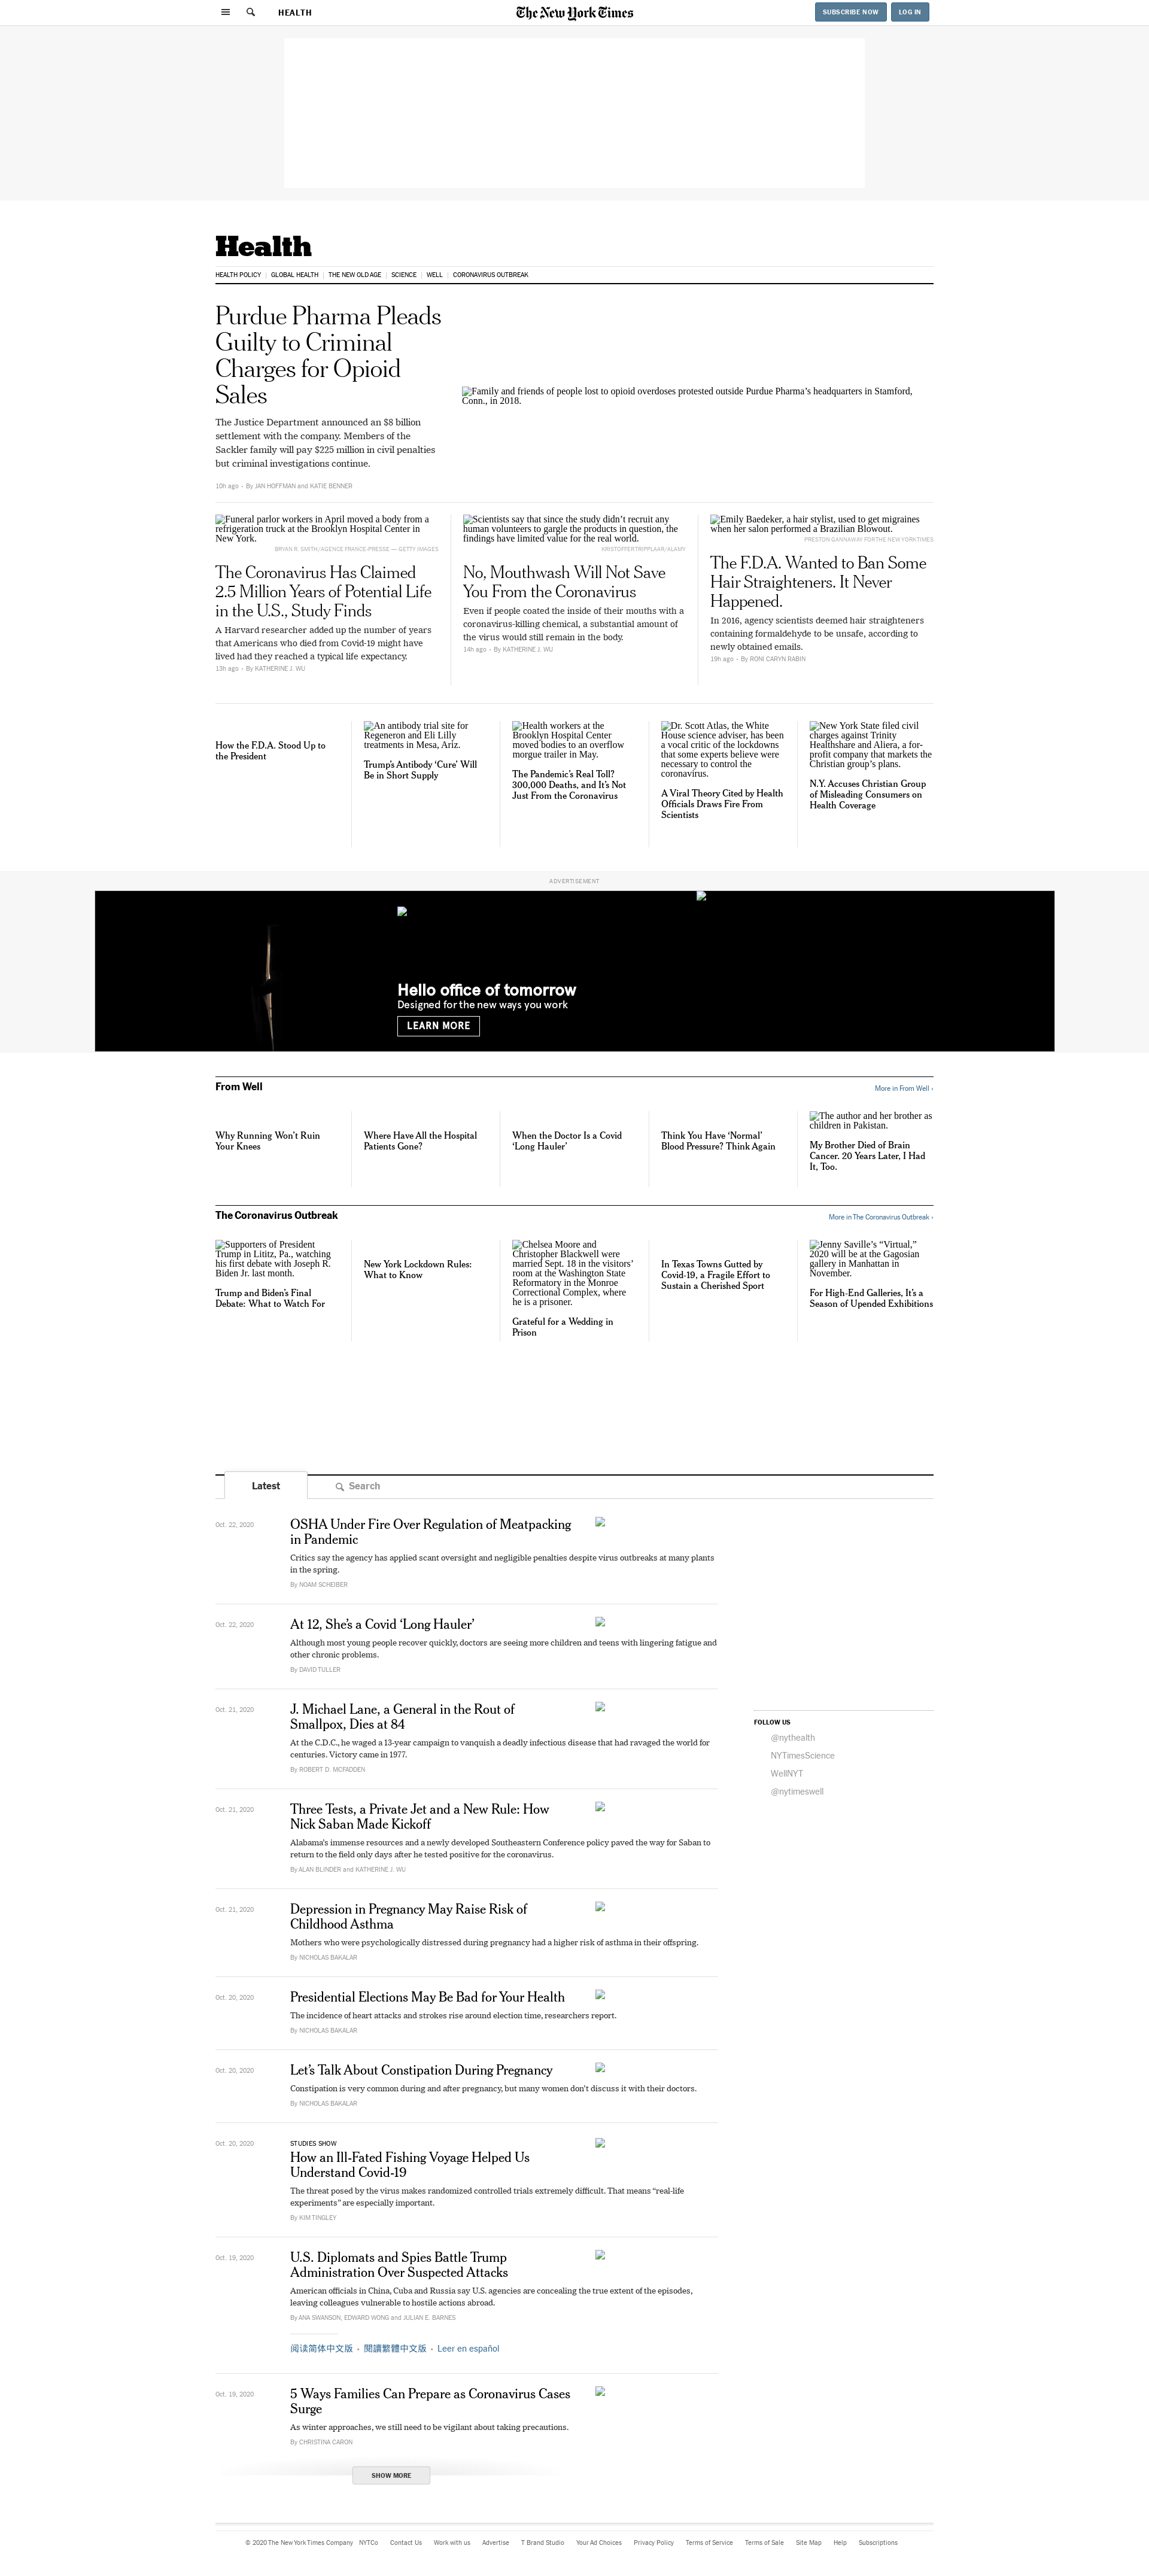 HEALTH
The New York Times
SUBSCRIBE NOW
LOG IN
Health
HEALTH POLICY
GLOBAL HEALTH
THE NEW OLD AGE
SCIENCE
WELL
CORONAVIRUS OUTBREAK
Purdue Pharma Pleads
Guilty to Criminal
Charges for Opioid
Sales
The Justice Department announced an $8 billion
settlement with the company. Members of the
Sackler family will pay $225 million in civil penalties
but criminal investigations continue.
10h ago • By JAN HOFFMAN and KATIE BENNER
Family and friends of people lost to opioid overdoses protested outside Purdue Pharma's headquarters in Stamford,
Conn., in 2018.
Funeral parlor workers in April moved a body from a
refrigeration truck at the Brooklyn Hospital Center in
New York.
BRYAN R. SMITH/AGENCE FRANCE-PRESSE — GETTY IMAGES
The Coronavirus Has Claimed
2.5 Million Years of Potential Life
in the U.S., Study Finds
A Harvard researcher added up the number of years
that Americans who died from Covid-19 might have
lived had they reached a typical life expectancy.
13h ago • By KATHERINE J. WU
Scientists say that since the study didn't recruit any
human volunteers to gargle the products in question, the
findings have limited value for the real world.
KRISTOFFER TRIPPLAAR/ALAMY
No, Mouthwash Will Not Save
You From the Coronavirus
Even if people coated the inside of their mouths with a
coronavirus-killing chemical, a substantial amount of
the virus would still remain in the body.
14h ago • By KATHERINE J. WU
Emily Baedeker, a hair stylist, used to get migraines
when her salon performed a Brazilian Blowout.
PRESTON GANNAWAY FOR THE NEW YORK TIMES
The F.D.A. Wanted to Ban Some
Hair Straighteners. It Never
Happened.
In 2016, agency scientists deemed hair straighteners
containing formaldehyde to be unsafe, according to
newly obtained emails.
19h ago • By RONI CARYN RABIN
How the F.D.A. Stood Up to
the President
An antibody trial site for
Regeneron and Eli Lilly
treatments in Mesa, Ariz.
Trump's Antibody 'Cure' Will
Be in Short Supply
Health workers at the
Brooklyn Hospital Center
moved bodies to an overflow
morgue trailer in May.
The Pandemic's Real Toll?
300,000 Deaths, and It's Not
Just From the Coronavirus
Dr. Scott Atlas, the White
House science adviser, has been
a vocal critic of the lockdowns
that some experts believe were
necessary to control the
coronavirus.
A Viral Theory Cited by Health
Officials Draws Fire From
Scientists
New York State filed civil
charges against Trinity
Healthshare and Aliera, a for-
profit company that markets the
Christian group's plans.
N.Y. Accuses Christian Group
of Misleading Consumers on
Health Coverage
ADVERTISEMENT
Hello office of tomorrow
Designed for the new ways you work
LEARN MORE
From Well
More in From Well ›
Why Running Won't Ruin
Your Knees
Where Have All the Hospital
Patients Gone?
When the Doctor Is a Covid
'Long Hauler'
Think You Have 'Normal'
Blood Pressure? Think Again
The author and her brother as
children in Pakistan.
My Brother Died of Brain
Cancer. 20 Years Later, I Had
It, Too.
The Coronavirus Outbreak
More in The Coronavirus Outbreak ›
Supporters of President
Trump in Lititz, Pa., watching
his first debate with Joseph R.
Biden Jr. last month.
Trump and Biden's Final
Debate: What to Watch For
New York Lockdown Rules:
What to Know
Chelsea Moore and
Christopher Blackwell were
married Sept. 18 in the visitors'
room at the Washington State
Reformatory in the Monroe
Correctional Complex, where
he is a prisoner.
Grateful for a Wedding in
Prison
In Texas Towns Gutted by
Covid-19, a Fragile Effort to
Sustain a Cherished Sport
Jenny Saville's "Virtual,"
2020 will be at the Gagosian
gallery in Manhattan in
November.
For High-End Galleries, It's a
Season of Upended Exhibitions
Latest
Search
Oct. 22, 2020
OSHA Under Fire Over Regulation of Meatpacking
in Pandemic
Critics say the agency has applied scant oversight and negligible penalties despite virus outbreaks at many plants
in the spring.
By NOAM SCHEIBER
Oct. 22, 2020
At 12, She's a Covid 'Long Hauler'
Although most young people recover quickly, doctors are seeing more children and teens with lingering fatigue and
other chronic problems.
By DAVID TULLER
Oct. 21, 2020
J. Michael Lane, a General in the Rout of
Smallpox, Dies at 84
At the C.D.C., he waged a 13-year campaign to vanquish a deadly infectious disease that had ravaged the world for
centuries. Victory came in 1977.
By ROBERT D. MCFADDEN
FOLLOW US
@nythealth
NYTimesScience
WellNYT
@nytimeswell
Oct. 21, 2020
Three Tests, a Private Jet and a New Rule: How
Nick Saban Made Kickoff
Alabama's immense resources and a newly developed Southeastern Conference policy paved the way for Saban to
return to the field only days after he tested positive for the coronavirus.
By ALAN BLINDER and KATHERINE J. WU
Oct. 21, 2020
Depression in Pregnancy May Raise Risk of
Childhood Asthma
Mothers who were psychologically distressed during pregnancy had a higher risk of asthma in their offspring.
By NICHOLAS BAKALAR
Oct. 20, 2020
Presidential Elections May Be Bad for Your Health
The incidence of heart attacks and strokes rise around election time, researchers report.
By NICHOLAS BAKALAR
Oct. 20, 2020
Let's Talk About Constipation During Pregnancy
Constipation is very common during and after pregnancy, but many women don't discuss it with their doctors.
By NICHOLAS BAKALAR
Oct. 20, 2020
STUDIES SHOW
How an Ill-Fated Fishing Voyage Helped Us
Understand Covid-19
The threat posed by the virus makes randomized controlled trials extremely difficult. That means "real-life
experiments" are especially important.
By KIM TINGLEY
Oct. 19, 2020
U.S. Diplomats and Spies Battle Trump
Administration Over Suspected Attacks
American officials in China, Cuba and Russia say U.S. agencies are concealing the true extent of the episodes,
leaving colleagues vulnerable to hostile actions abroad.
By ANA SWANSON, EDWARD WONG and JULIAN E. BARNES
阅读简体中文版 • 閱讀繁體中文版 • Leer en español
Oct. 19, 2020
5 Ways Families Can Prepare as Coronavirus Cases
Surge
As winter approaches, we still need to be vigilant about taking precautions.
By CHRISTINA CARON
SHOW MORE
© 2020 The New York Times Company
NYTCo
Contact Us
Work with us
Advertise
T Brand Studio
Your Ad Choices
Privacy Policy
Terms of Service
Terms of Sale
Site Map
Help
Subscriptions